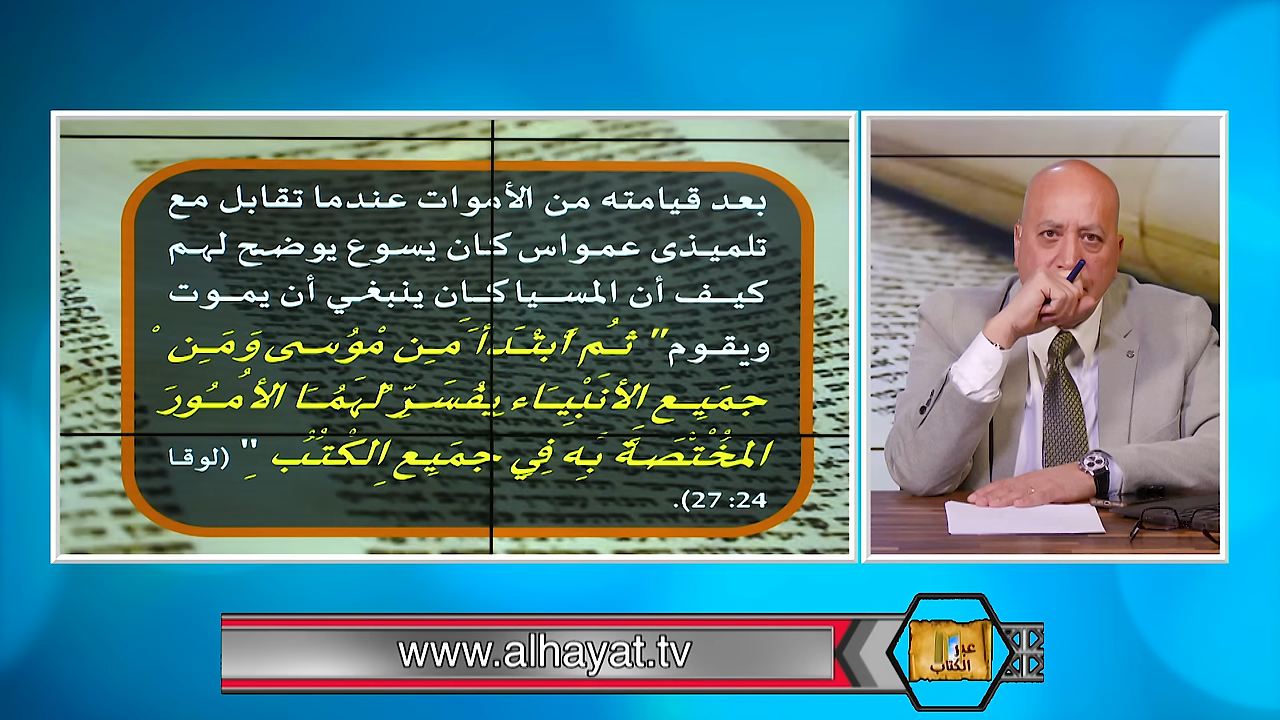 بعد قيامته من الأموات عندما تقابل مع
تلميذى عمواس كان يسوع يوضح لهم
كيف أن المسيا كان ينبغي أن يموت
ويقوم" ثُمَّ ابْتَدَأَ مِنْ مُوسَى وَمِنْ
جَمِيعِ الأَنْبِيَاءِ يُفَسِّرُ لَهُمَا الأُمُورَ
الْمُخْتَصَّةَ بِهِ فِي جَمِيعِ الْكُتُبِ " (لوقا
27:24).
www.alhayat.tv
عبر
الكتاب